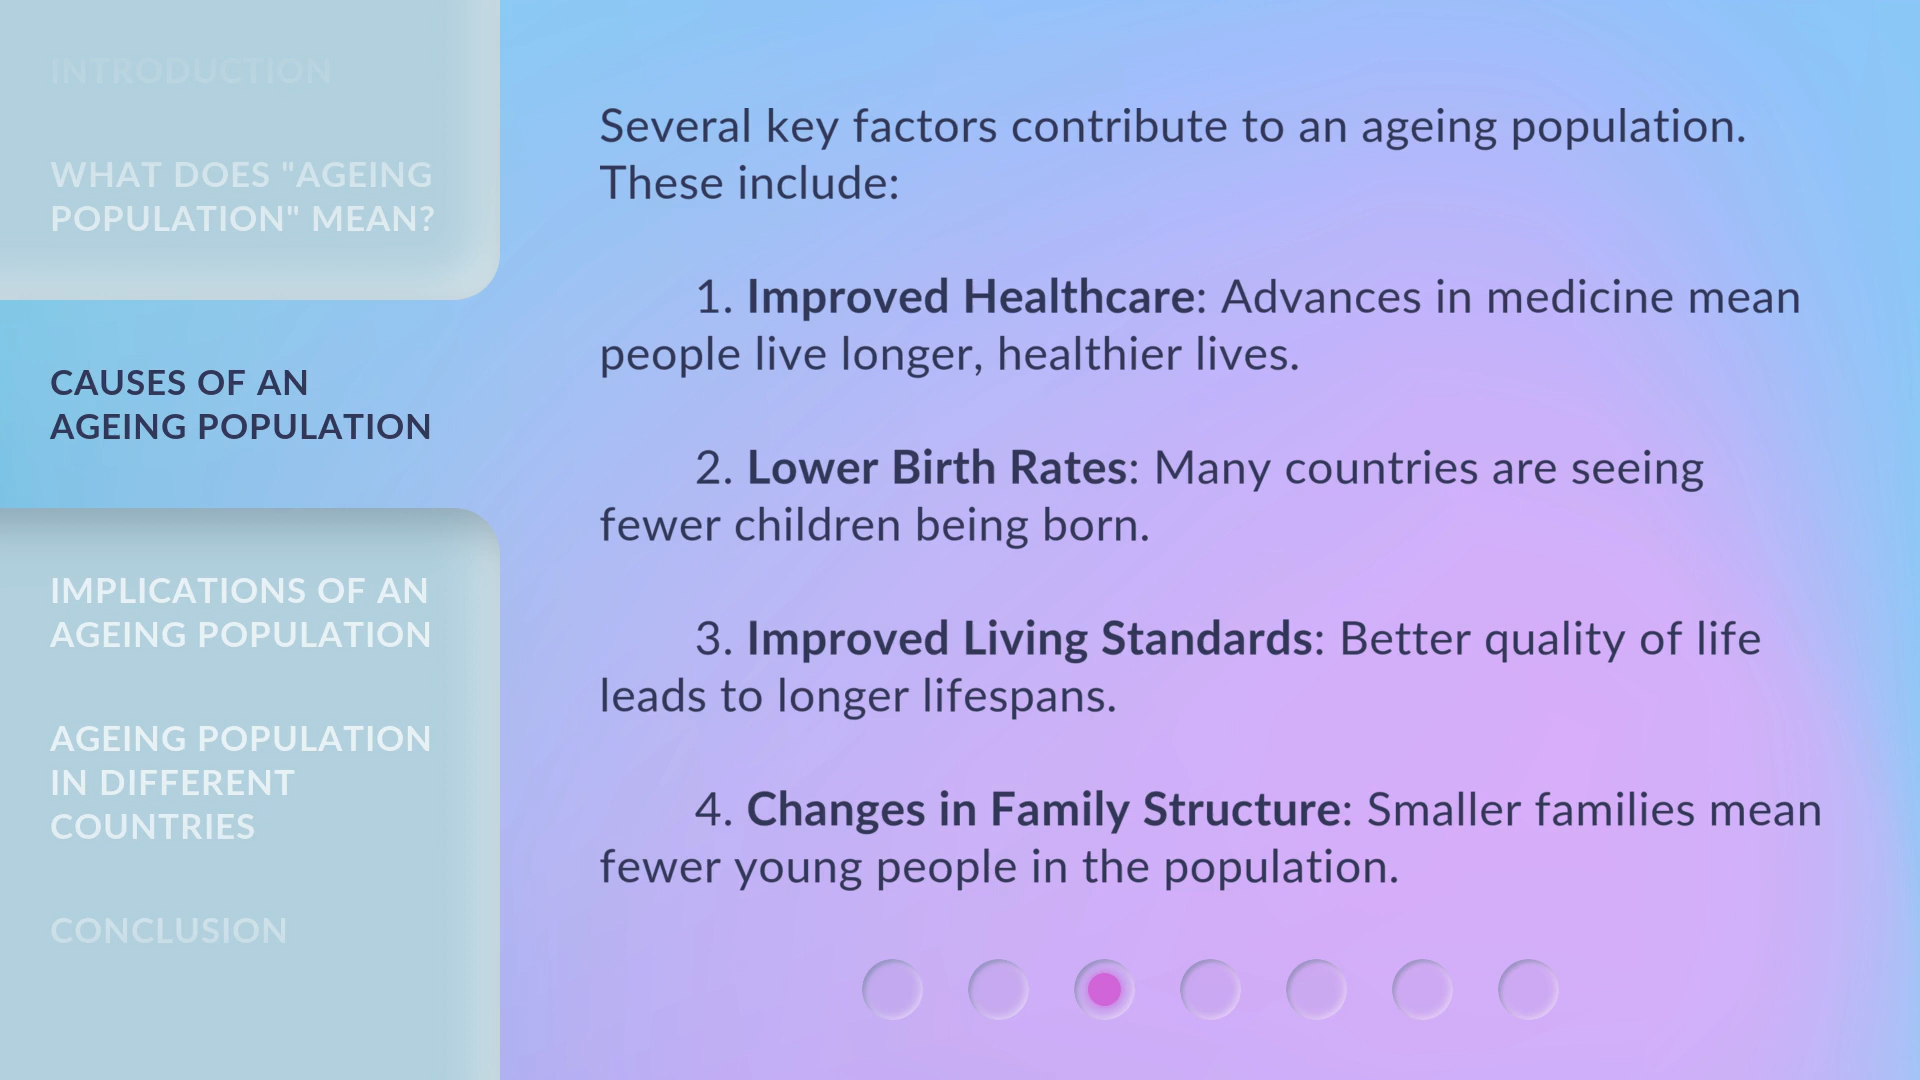 INTRODUCTION
WHAT DOES "AGEING
POPULATION" MEAN?
CAUSES OF AN
AGEING POPULATION
IMPLICATIONS OF AN
AGEING POPULATION
AGEING POPULATION
IN DIFFERENT
COUNTRIES
CONCLUSION
Several key factors contribute to an ageing population.
These include:
1. Improved Healthcare: Advances in medicine mean
people live longer, healthier lives.
2. Lower Birth Rates: Many countries are seeing
fewer children being born.
3. Improved Living Standards: Better quality of life
leads to longer lifespans.
4. Changes in Family Structure: Smaller families mean
fewer young people in the population.